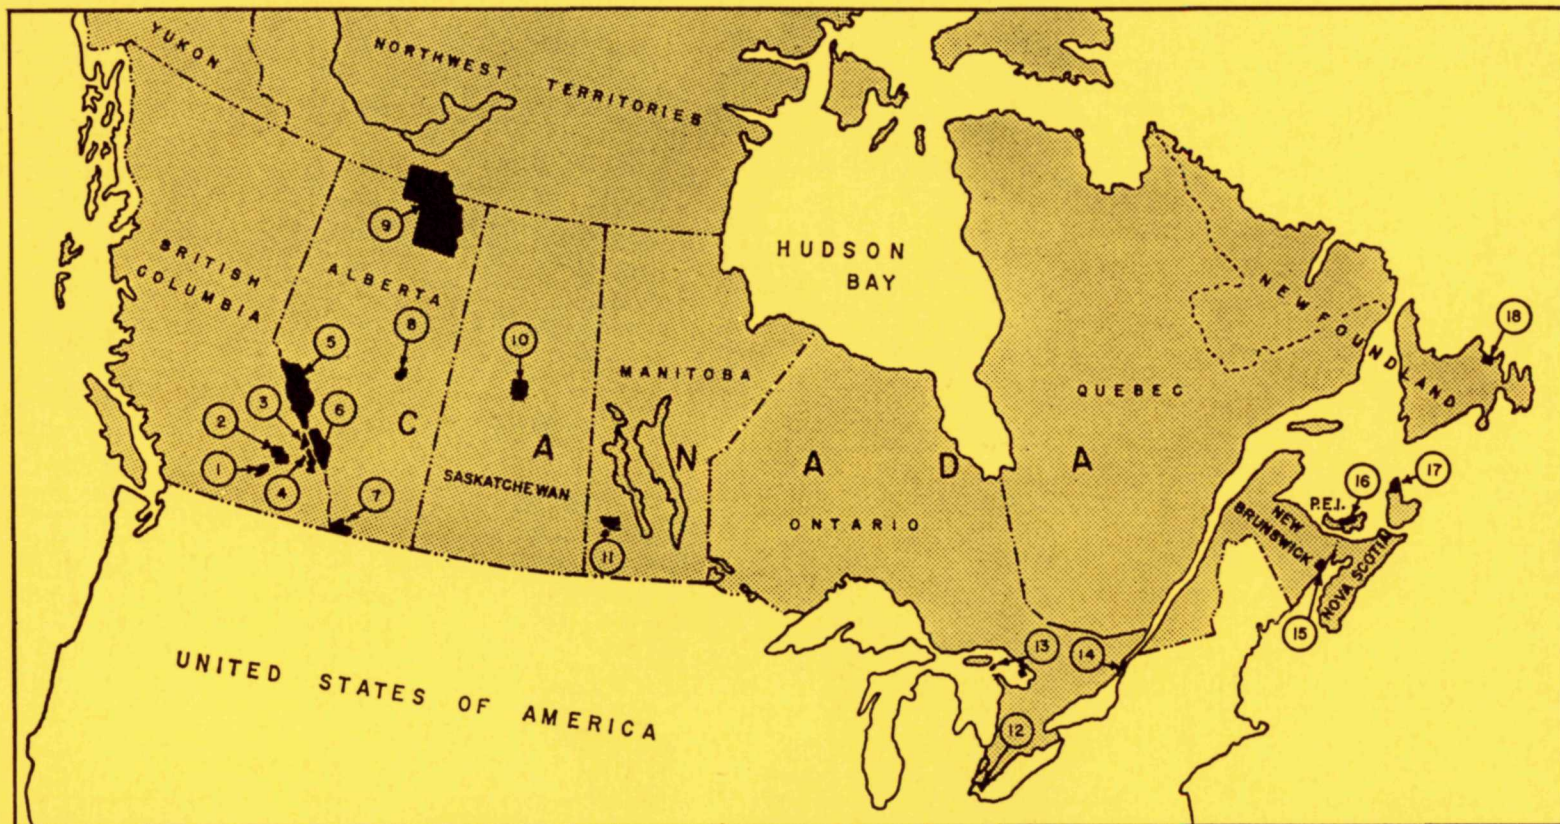 YUKON
NORTHWEST TERRITORIES
9
HUDSON
BAY
BRITISH
COLUMBIA
ALBERTA
NEWFOUNDLAND
18
5
8
10
MANITOBA
QUEBEC
3
6
2
C A N A D A
1
4
7
SASKATCHEWAN
17
16
P.E.I.
NEW
BRUNSWICK
ONTARIO
11
NOVA SCOTIA
15
13
14
UNITED STATES OF AMERICA
12